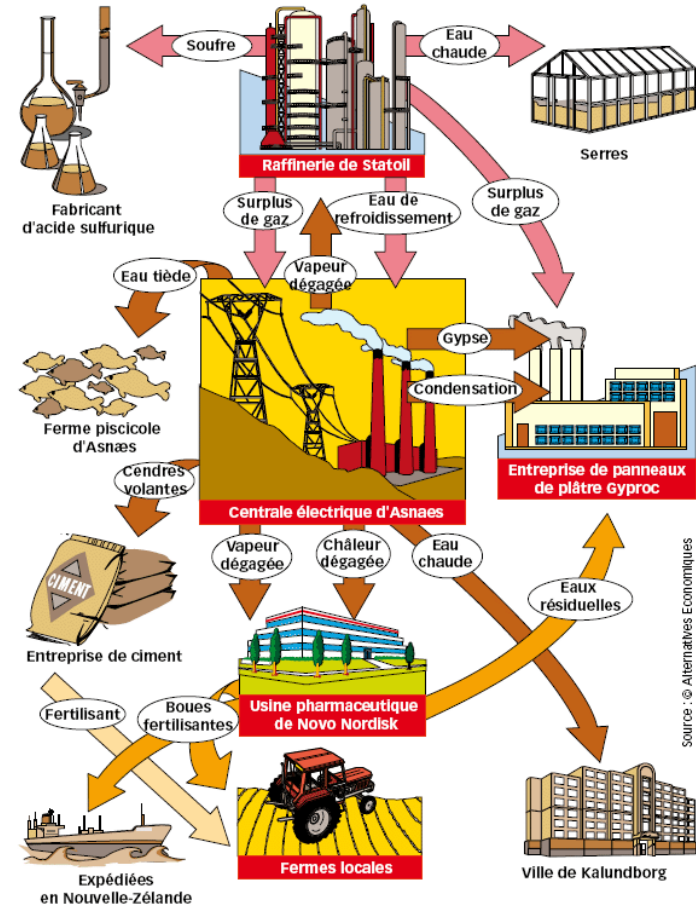 Soufre
Eau
chaude
Raffinerie de Statoil
Serres
Fabricant
d'acide sulfurique
Surplus
de gaz
Eau de
refroidissement
Surplus
de gaz
Vapeur
dégagée
Eau tiède
Gypse
Condensation
Ferme piscicole
d'Asnæs
Cendres
volantes
Entreprise de panneaux
de plâtre Gyproc
Centrale électrique d'Asnaes
Vapeur
dégagée
Châleur
dégagée
Eau
chaude
Eaux
résiduelles
CIMENT
Entreprise de ciment
Usine pharmaceutique
de Novo Nordisk
Fertilisant
Boues
fertilisantes
Source : © Alternatives Economiques
Fermes locales
Ville de Kalundborg
Expédiées
en Nouvelle-Zélande